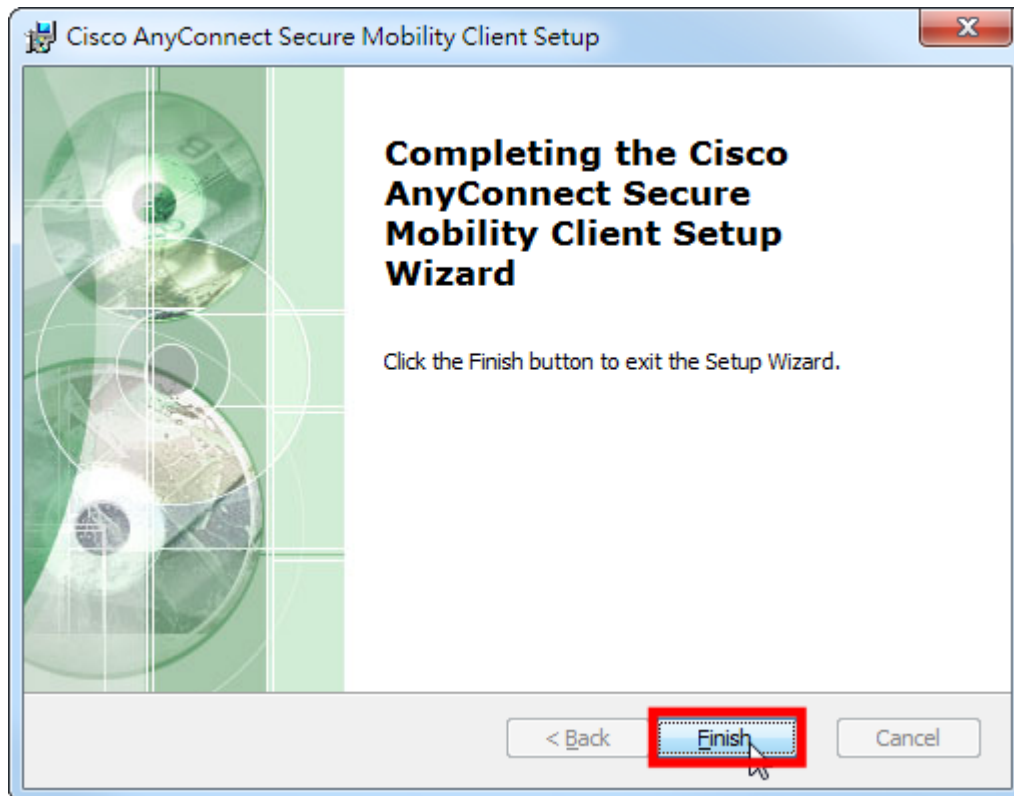 Cisco AnyConnect Secure Mobility Client Setup
Completing the Cisco
AnyConnect Secure
Mobility Client Setup
Wizard
Click the Finish button to exit the Setup Wizard.
< Back
Finish
Cancel